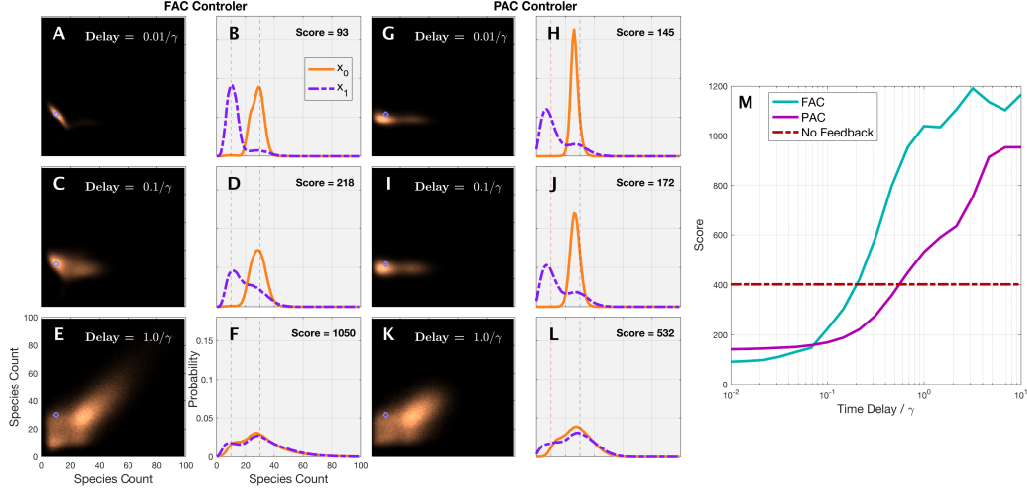 FAC Controler
PAC Controler
A
Delay = 0.01/γ
B
Score = 93
x0
x1
G
Delay = 0.01/γ
H
Score = 145
C
Delay = 0.1/γ
D
Score = 218
I
Delay = 0.1/γ
J
Score = 172
E
Delay = 1.0/γ
F
Score = 1050
K
Delay = 1.0/γ
L
Score = 532
100
80
60
40
20
0
Species Count
0 20 40 60 80 100
Species Count
0.15
0.1
0.05
0
Probability
0 20 40 60 80 100
Species Count
M
FAC
PAC
No Feedback
1200
1000
800
600
400
200
0
Score
10-2 10-1 100 101
Time Delay / γ